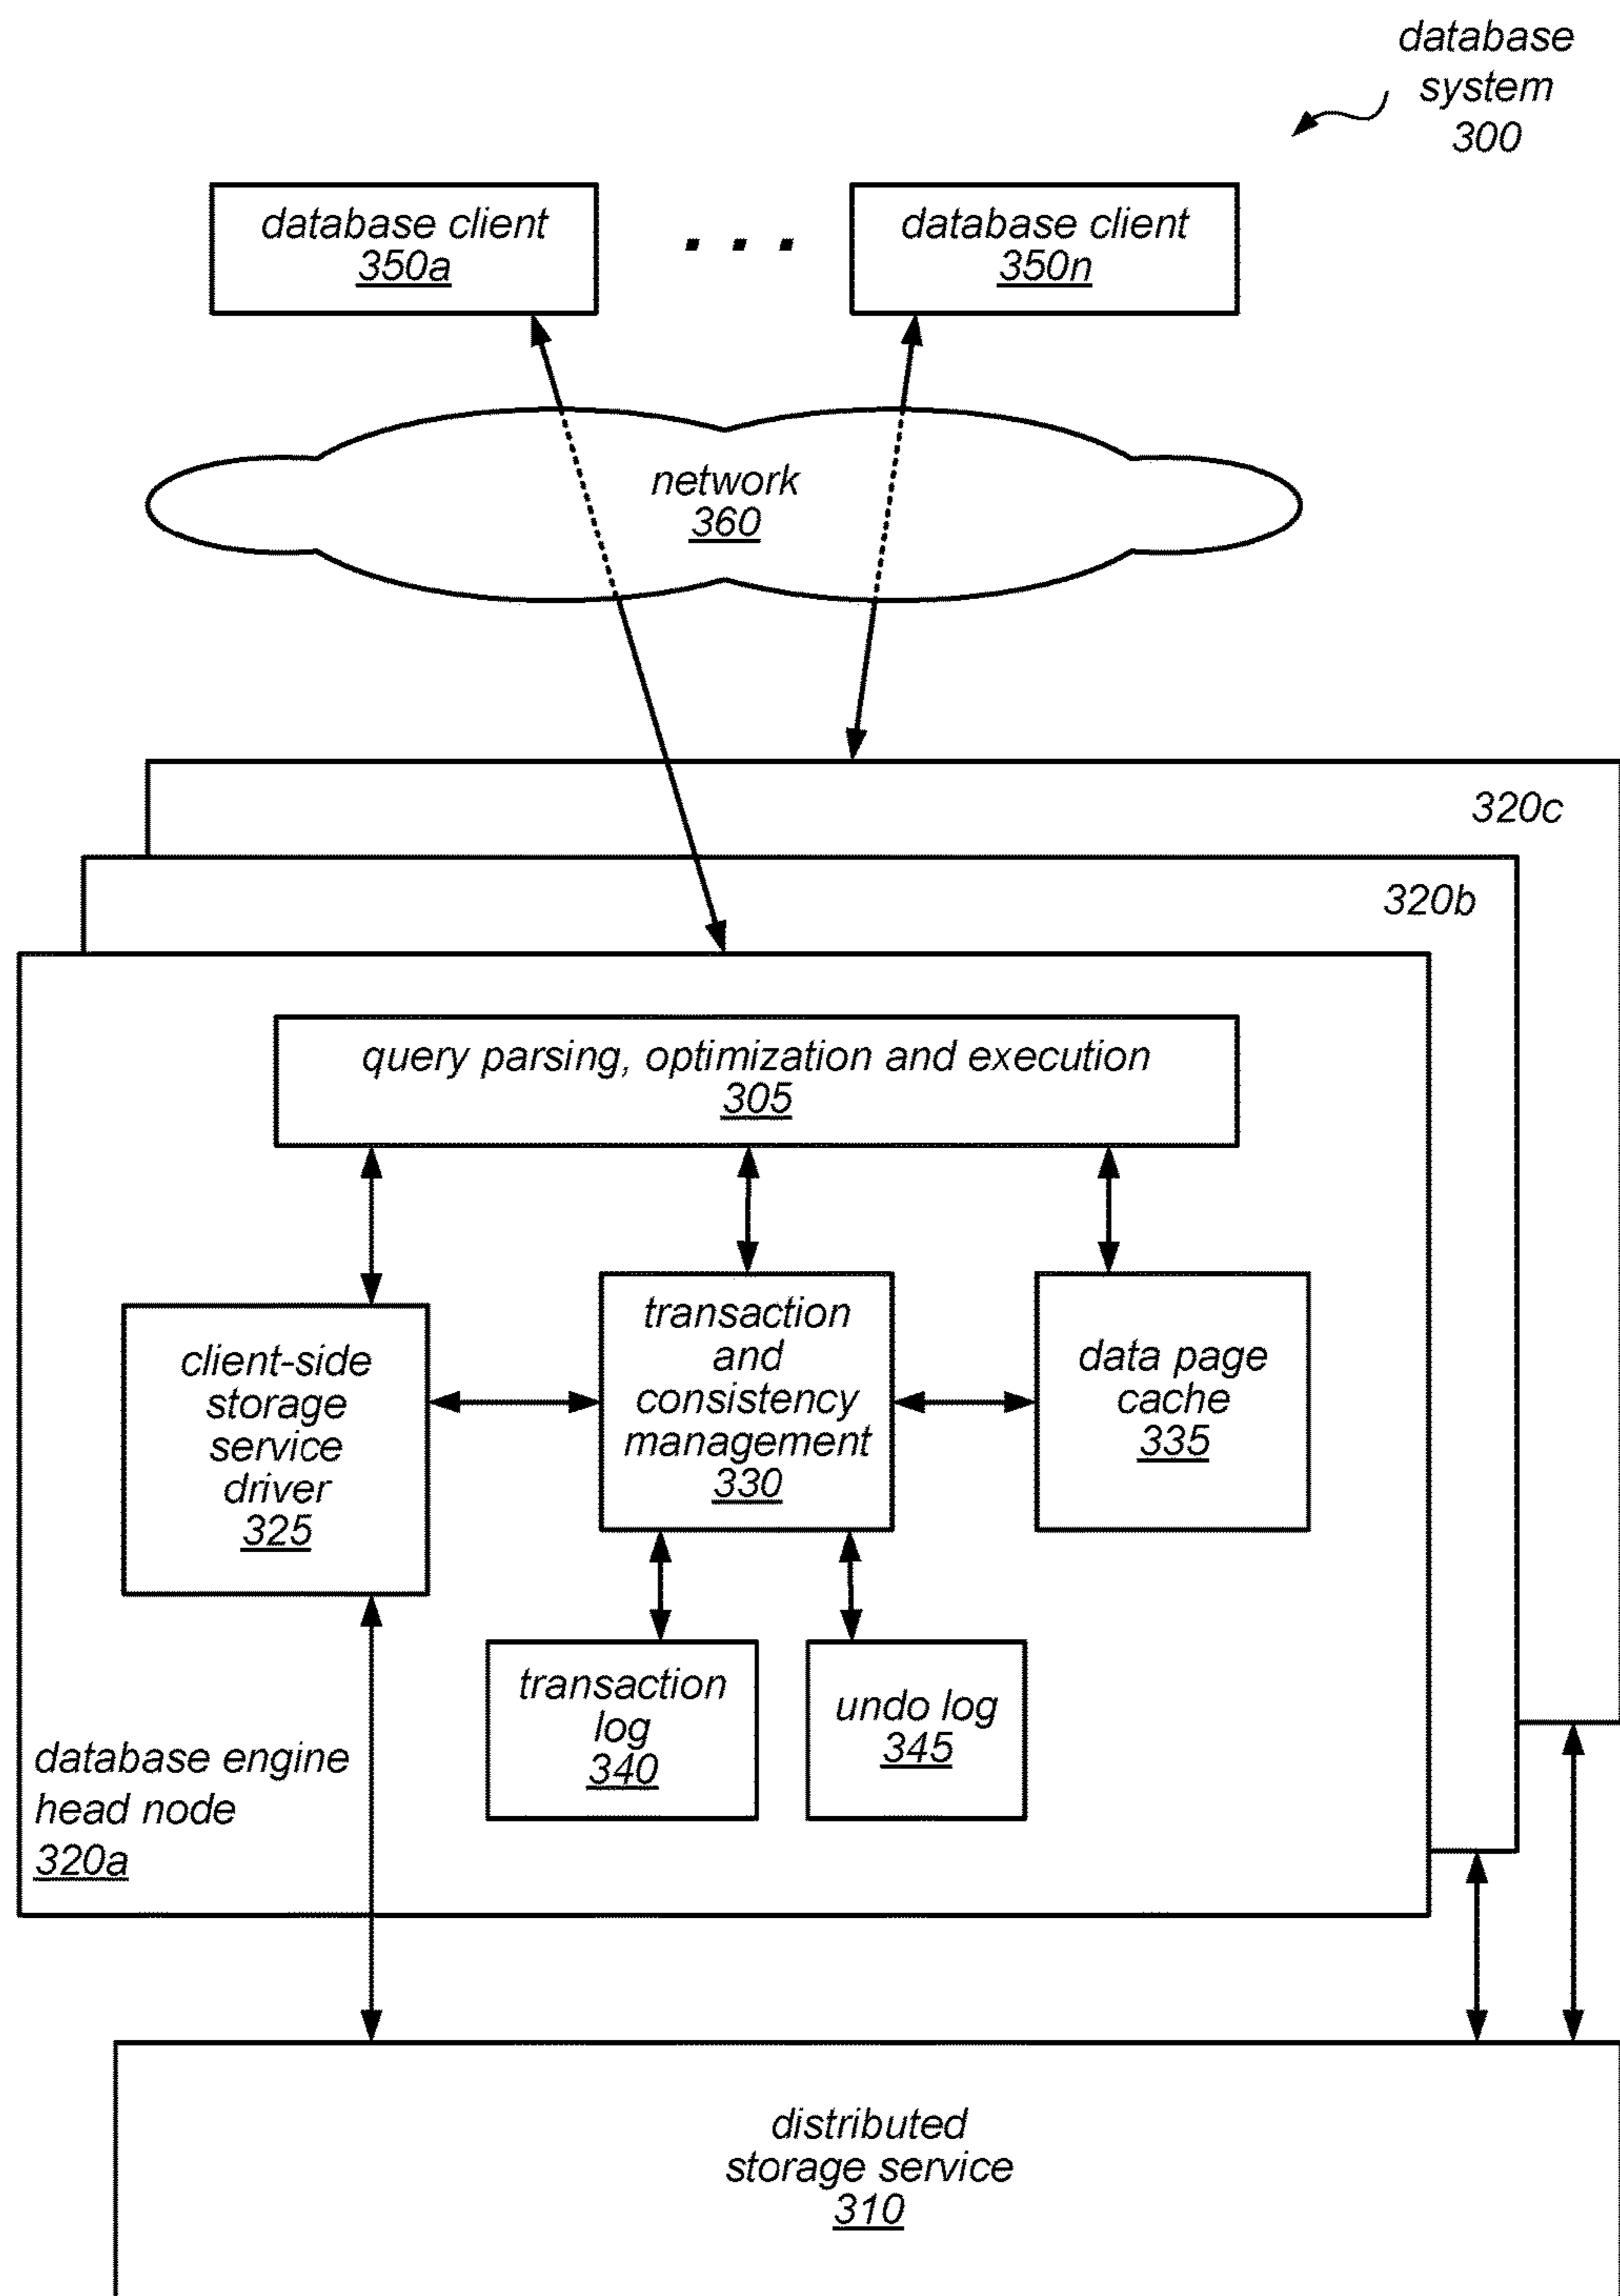 database
system
300
database client
350a
. . .
database client
350n
network
360
320c
320b
query parsing, optimization and execution
305
client-side
storage
service
driver
325
transaction
and
consistency
management
330
data page
cache
335
transaction
log
340
undo log
345
database engine
head node
320a
distributed
storage service
310